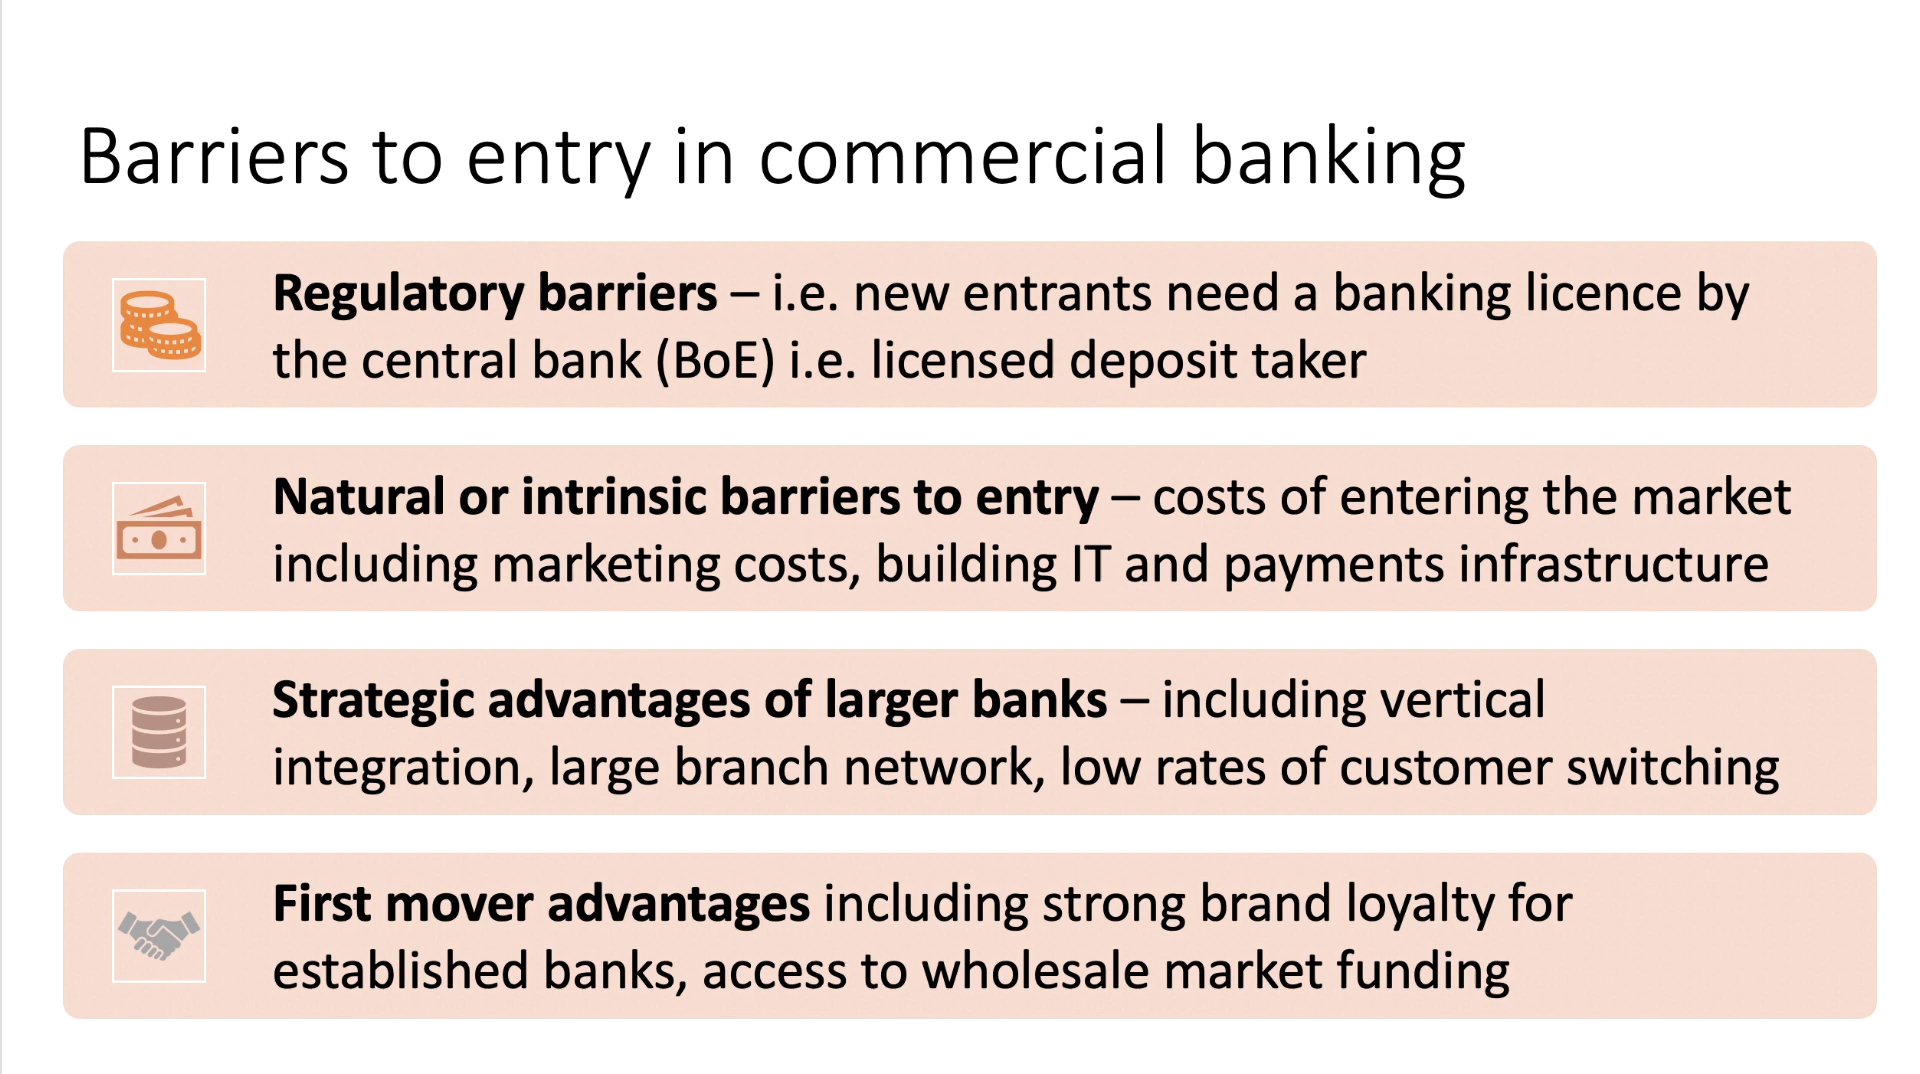 Barriers to entry in commercial banking
Regulatory barriers – i.e. new entrants need a banking licence by
the central bank (BoE) i.e. licensed deposit taker
Natural or intrinsic barriers to entry – costs of entering the market
including marketing costs, building IT and payments infrastructure
Strategic advantages of larger banks – including vertical
integration, large branch network, low rates of customer switching
First mover advantages including strong brand loyalty for
established banks, access to wholesale market funding